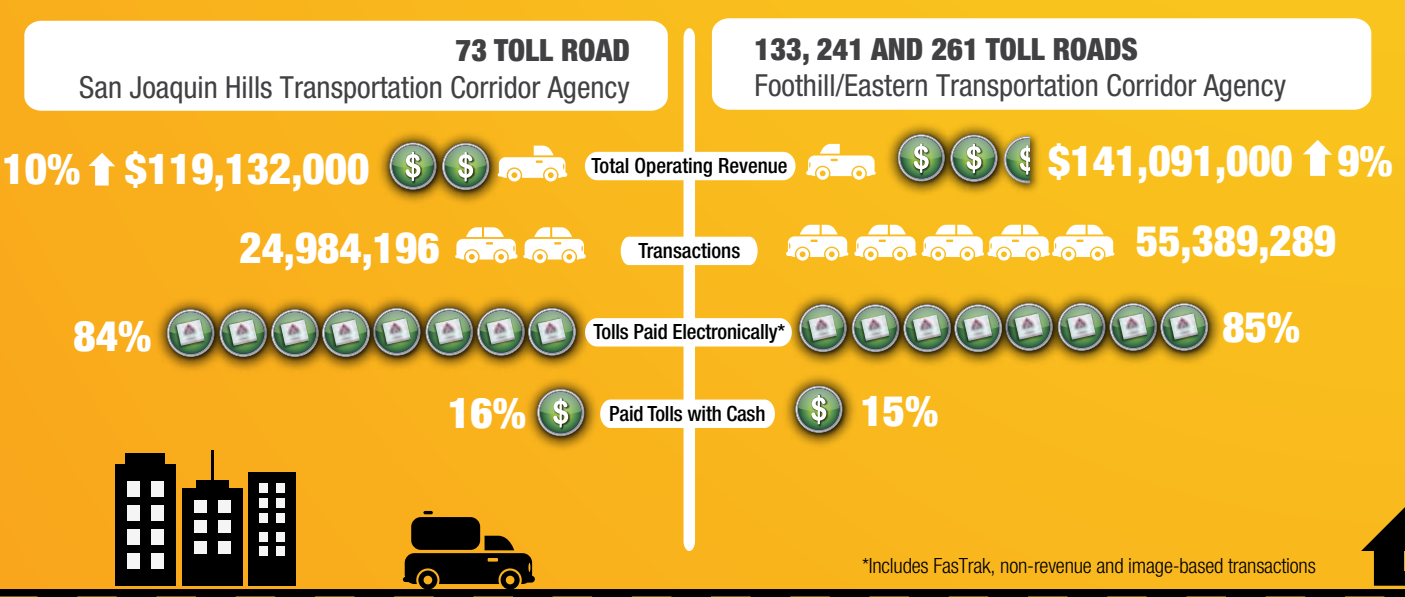 73 TOLL ROAD
San Joaquin Hills Transportation Corridor Agency
133, 241 AND 261 TOLL ROADS
Foothill/Eastern Transportation Corridor Agency
10% ⬆ $119,132,000 $ $ Total Operating Revenue $ $ $ $141,091,000 ⬆ 9%
24,984,196 Transactions 55,389,289
84% Tolls Paid Electronically* 85%
16% $ Paid Tolls with Cash $ 15%
*Includes FasTrak, non-revenue and image-based transactions